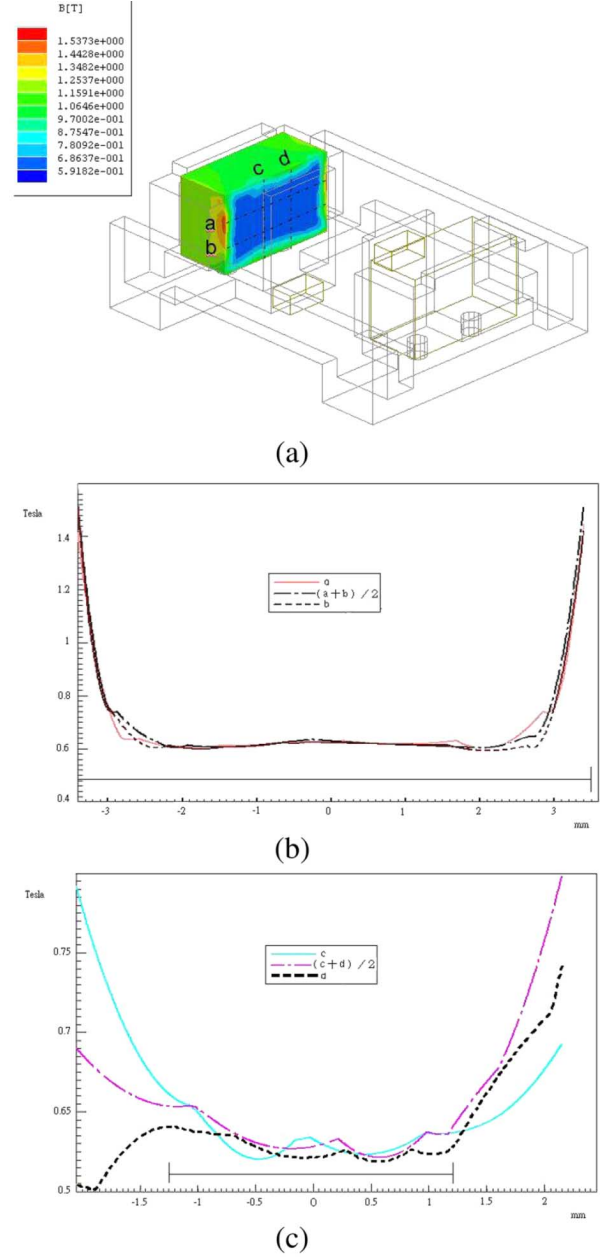 B[T]
1.5373e+000
1.4428e+000
1.3482e+000
1.2537e+000
1.1591e+000
1.0646e+000
9.7002e-001
8.7547e-001
7.8092e-001
6.8637e-001
5.9182e-001
c d
a
b
(a)
Tesla
1.4
1.2
1
0.8
0.6
0.4
a
(a+b) /2
b
-3 -2 -1 0 1 2 3
mm
(b)
Tesla
0.75
0.7
0.65
0.5
c
(c+d) /2
d
-1.5 -1 -0.5 0 0.5 1 1.5 2
mm
(c)